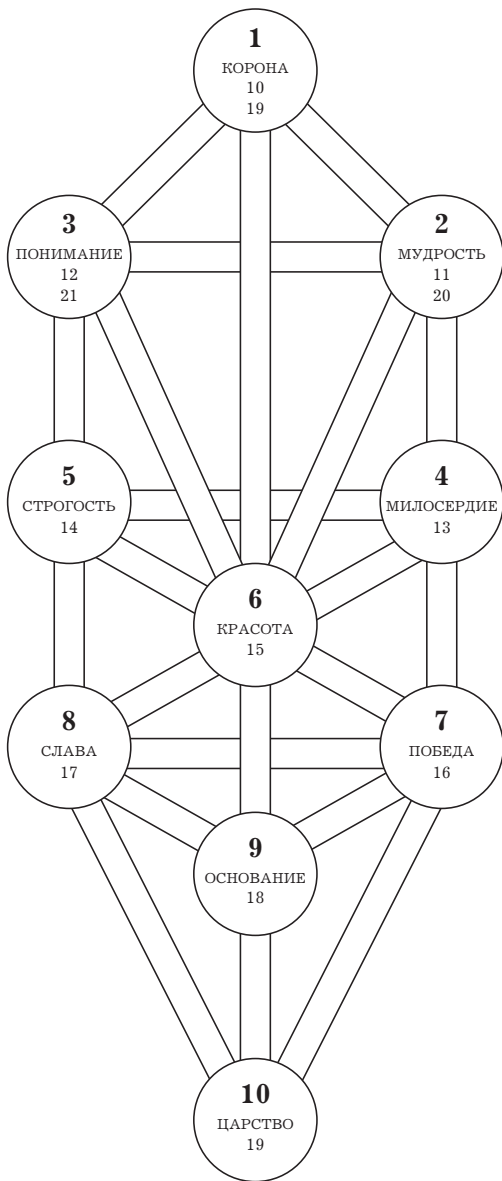 1
КОРОНА
10
19
3
ПОНИМАНИЕ
12
21
2
МУДРОСТЬ
11
20
5
СТРОГОСТЬ
14
4
МИЛОСЕРДИЕ
13
6
КРАСОТА
15
8
СЛАВА
17
7
ПОБЕДА
16
9
ОСНОВАНИЕ
18
10
ЦАРСТВО
19